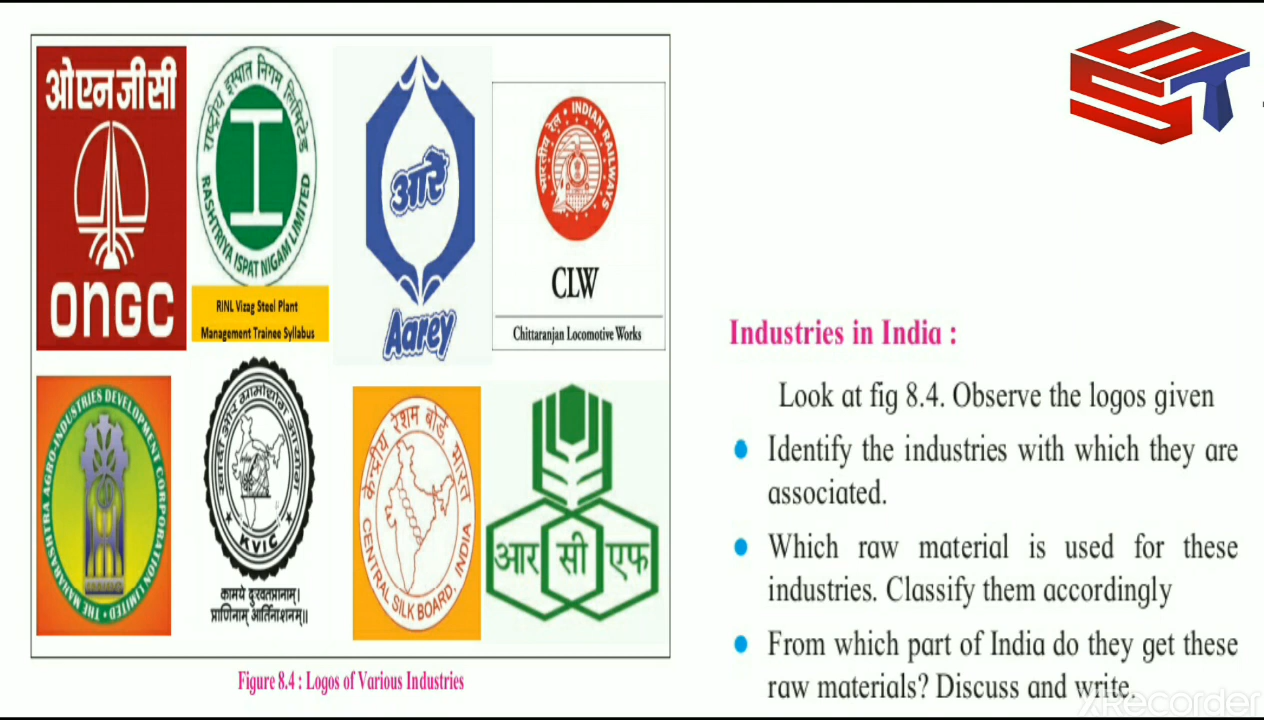 ओएनजीसी
ONGC
राष्ट्रीय इस्पात निगम लिमिटेड
RASHTRIYA ISPAT NIGAM LIMITED
RINL Vizag Steel Plant
Management Trainee Syllabus
आरे
Aarey
भारतीय रेल • INDIAN RAILWAYS
CLW
Chittaranjan Locomotive Works
SST
THE MAHARASHTRA AGRO-INDUSTRIES DEVELOPMENT CORPORATION LIMITED
खादी और ग्रामोद्योग आयोग
KVIC
केन्द्रीय रेशम बोर्ड, भारत
CENTRAL SILK BOARD, INDIA
आर सी एफ
Figure 8.4 : Logos of Various Industries
Industries in India :
Look at fig 8.4. Observe the logos given
Identify the industries with which they are
associated.
Which raw material is used for these
industries. Classify them accordingly
From which part of India do they get these
raw materials? Discuss and write.
XRecorder